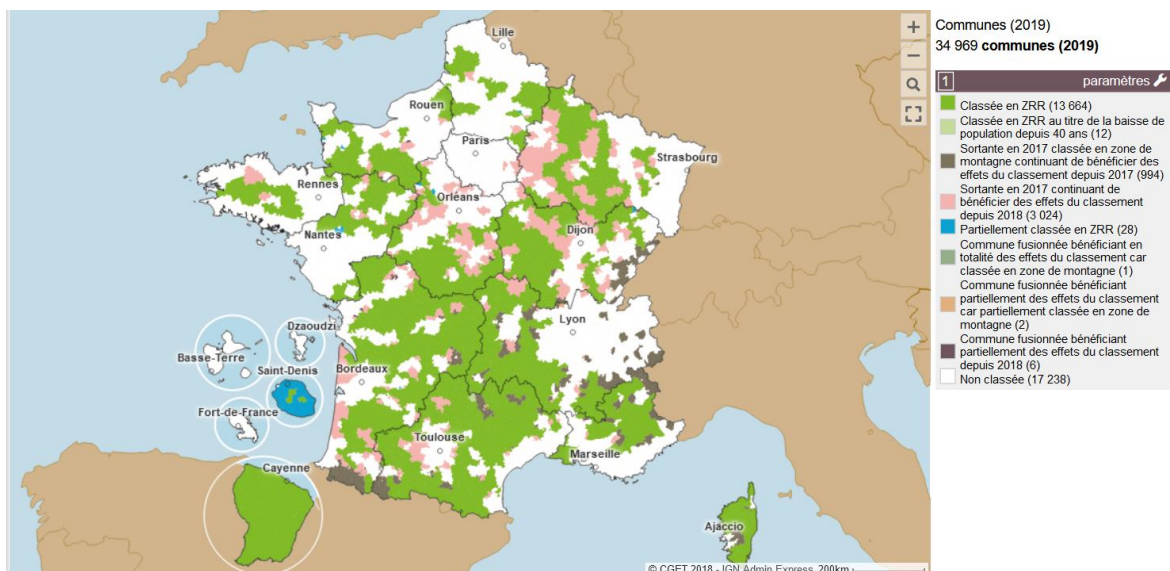 Communes (2019)
34 969 communes (2019)
1 paramètres
Classée en ZRR (13 664)
Classée en ZRR au titre de la baisse de
population depuis 40 ans (12)
Sortante en 2017 classée en zone de
montagne continuant de bénéficier des
effets du classement depuis 2017 (994)
Sortante en 2017 continuant de
bénéficier des effets du classement
depuis 2018 (3 024)
Partiellement classée en ZRR (28)
Commune fusionnée bénéficiant en
totalité des effets du classement car
classée en zone de montagne (1)
Commune fusionnée bénéficiant
partiellement des effets du classement
car partiellement classée en zone de
montagne (2)
Commune fusionnée bénéficiant
partiellement des effets du classement
depuis 2018 (6)
Non classée (17 238)
Lille
Rouen
Paris
Strasbourg
Rennes
Orléans
Nantes
Dijon
Lyon
Dzaoudzi
Basse-Terre
Saint-Denis
Bordeaux
Fort-de-France
Toulouse
Marseille
Cayenne
Ajaccio
© CGET 2018 - IGN Admin Express 200km